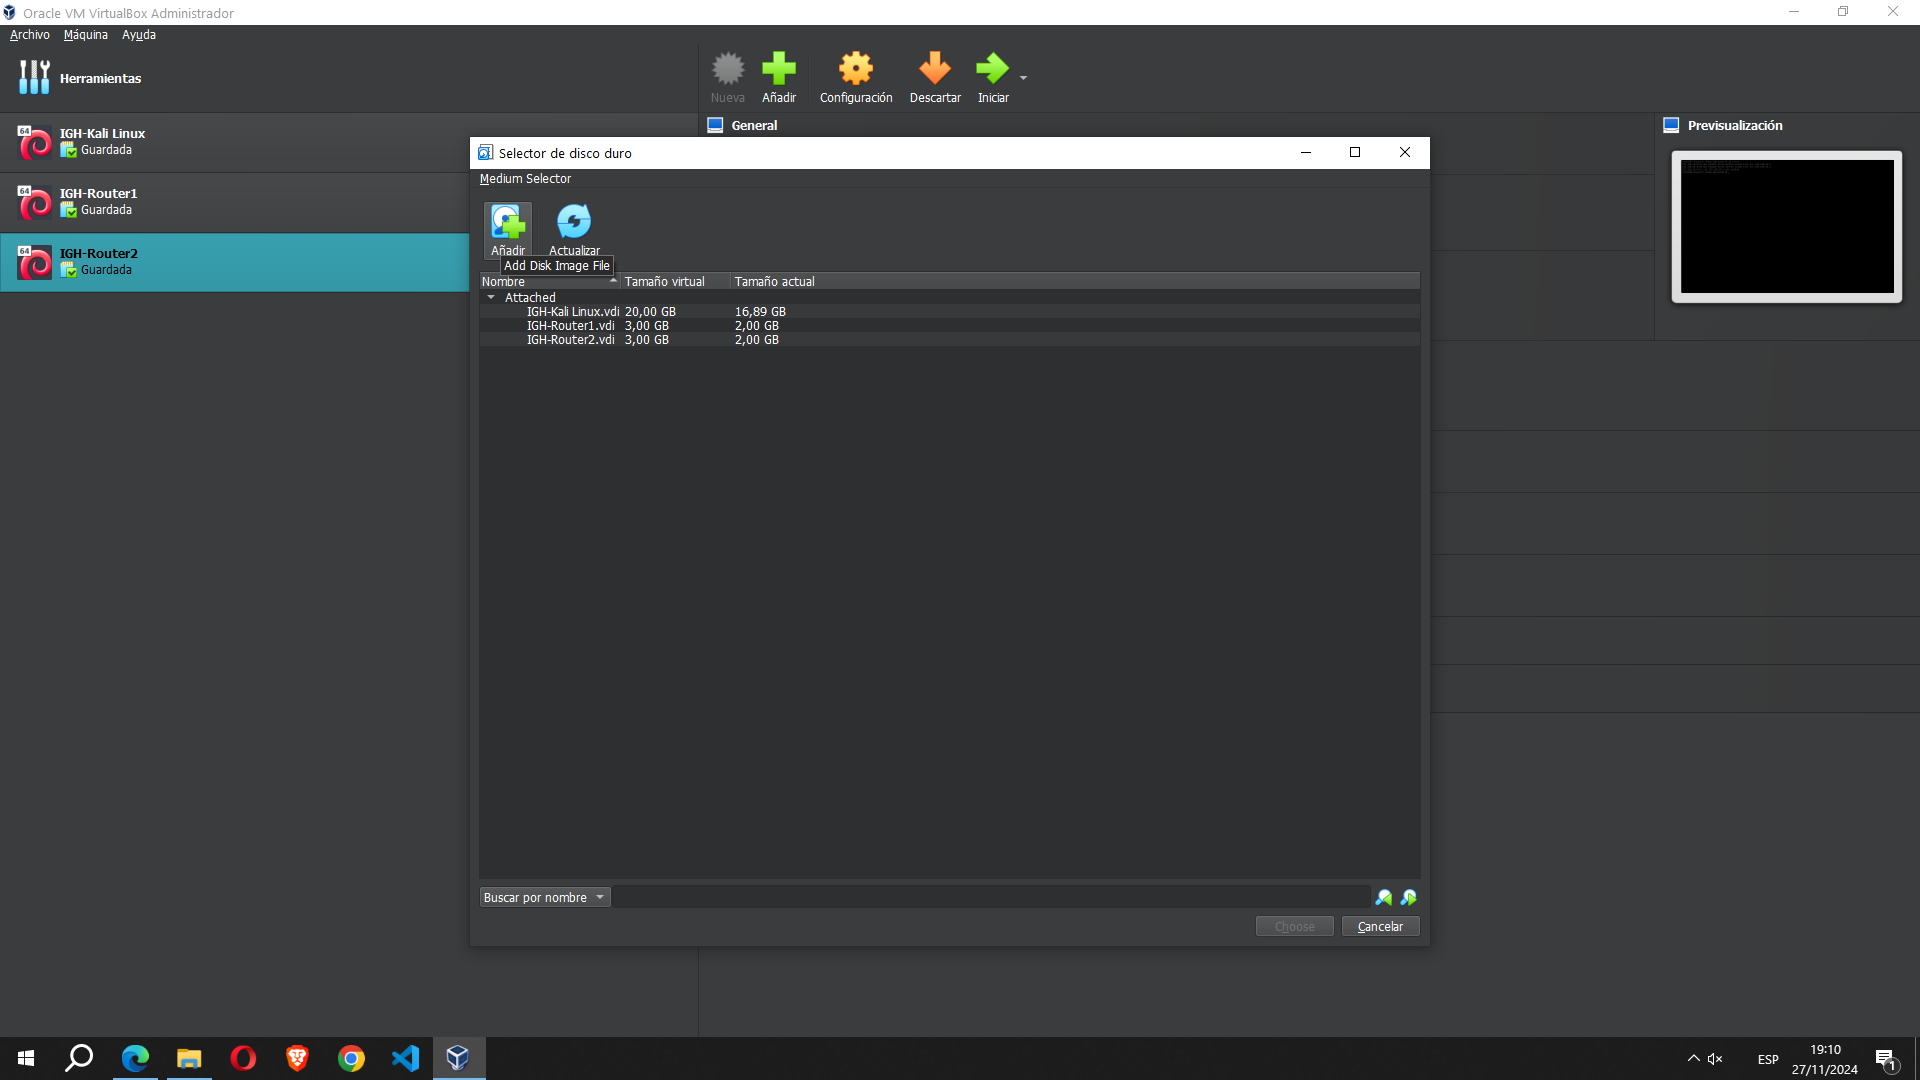 Oracle VM VirtualBox Administrador
Archivo Máquina Ayuda
Herramientas
Nueva Añadir Configuración Descartar Iniciar
64 IGH-Kali Linux
Guardada
64 IGH-Router1
Guardada
64 IGH-Router2
Guardada
General
Previsualización
Selector de disco duro
Medium Selector
Añadir Actualizar
Add Disk Image File
Nombre Tamaño virtual Tamaño actual
Attached
IGH-Kali Linux.vdi 20,00 GB 16,89 GB
IGH-Router1.vdi 3,00 GB 2,00 GB
IGH-Router2.vdi 3,00 GB 2,00 GB
Buscar por nombre
Choose Cancelar
ESP
19:10
27/11/2024
1